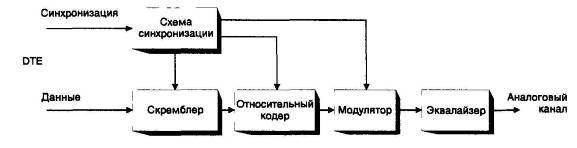 Синхронизация
Схема
синхронизации
DTE
Данные
Скремблер
Относительный
кодер
Модулятор
Эквалайзер
Аналоговый
канал